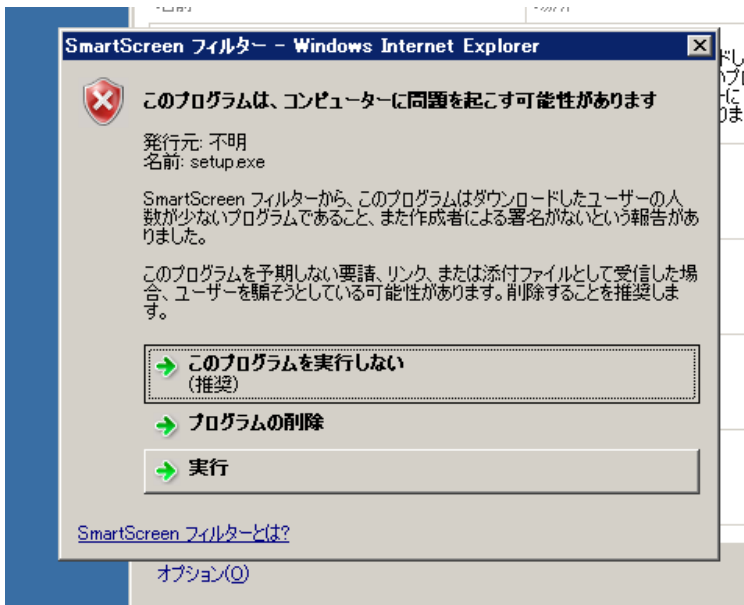 SmartScreen フィルター - Windows Internet Explorer
このプログラムは、コンピューターに問題を起こす可能性があります
発行元: 不明
名前: setup.exe
SmartScreen フィルターから、このプログラムはダウンロードしたユーザーの人
数が少ないプログラムであること、また作成者による署名がないという報告があ
りました。
このプログラムを予期しない要請、リンク、または添付ファイルとして受信した場
合、ユーザーを騙そうとしている可能性があります。削除することを推奨しま
す。
このプログラムを実行しない
(推奨)
プログラムの削除
実行
SmartScreen フィルターとは?
オプション(O)